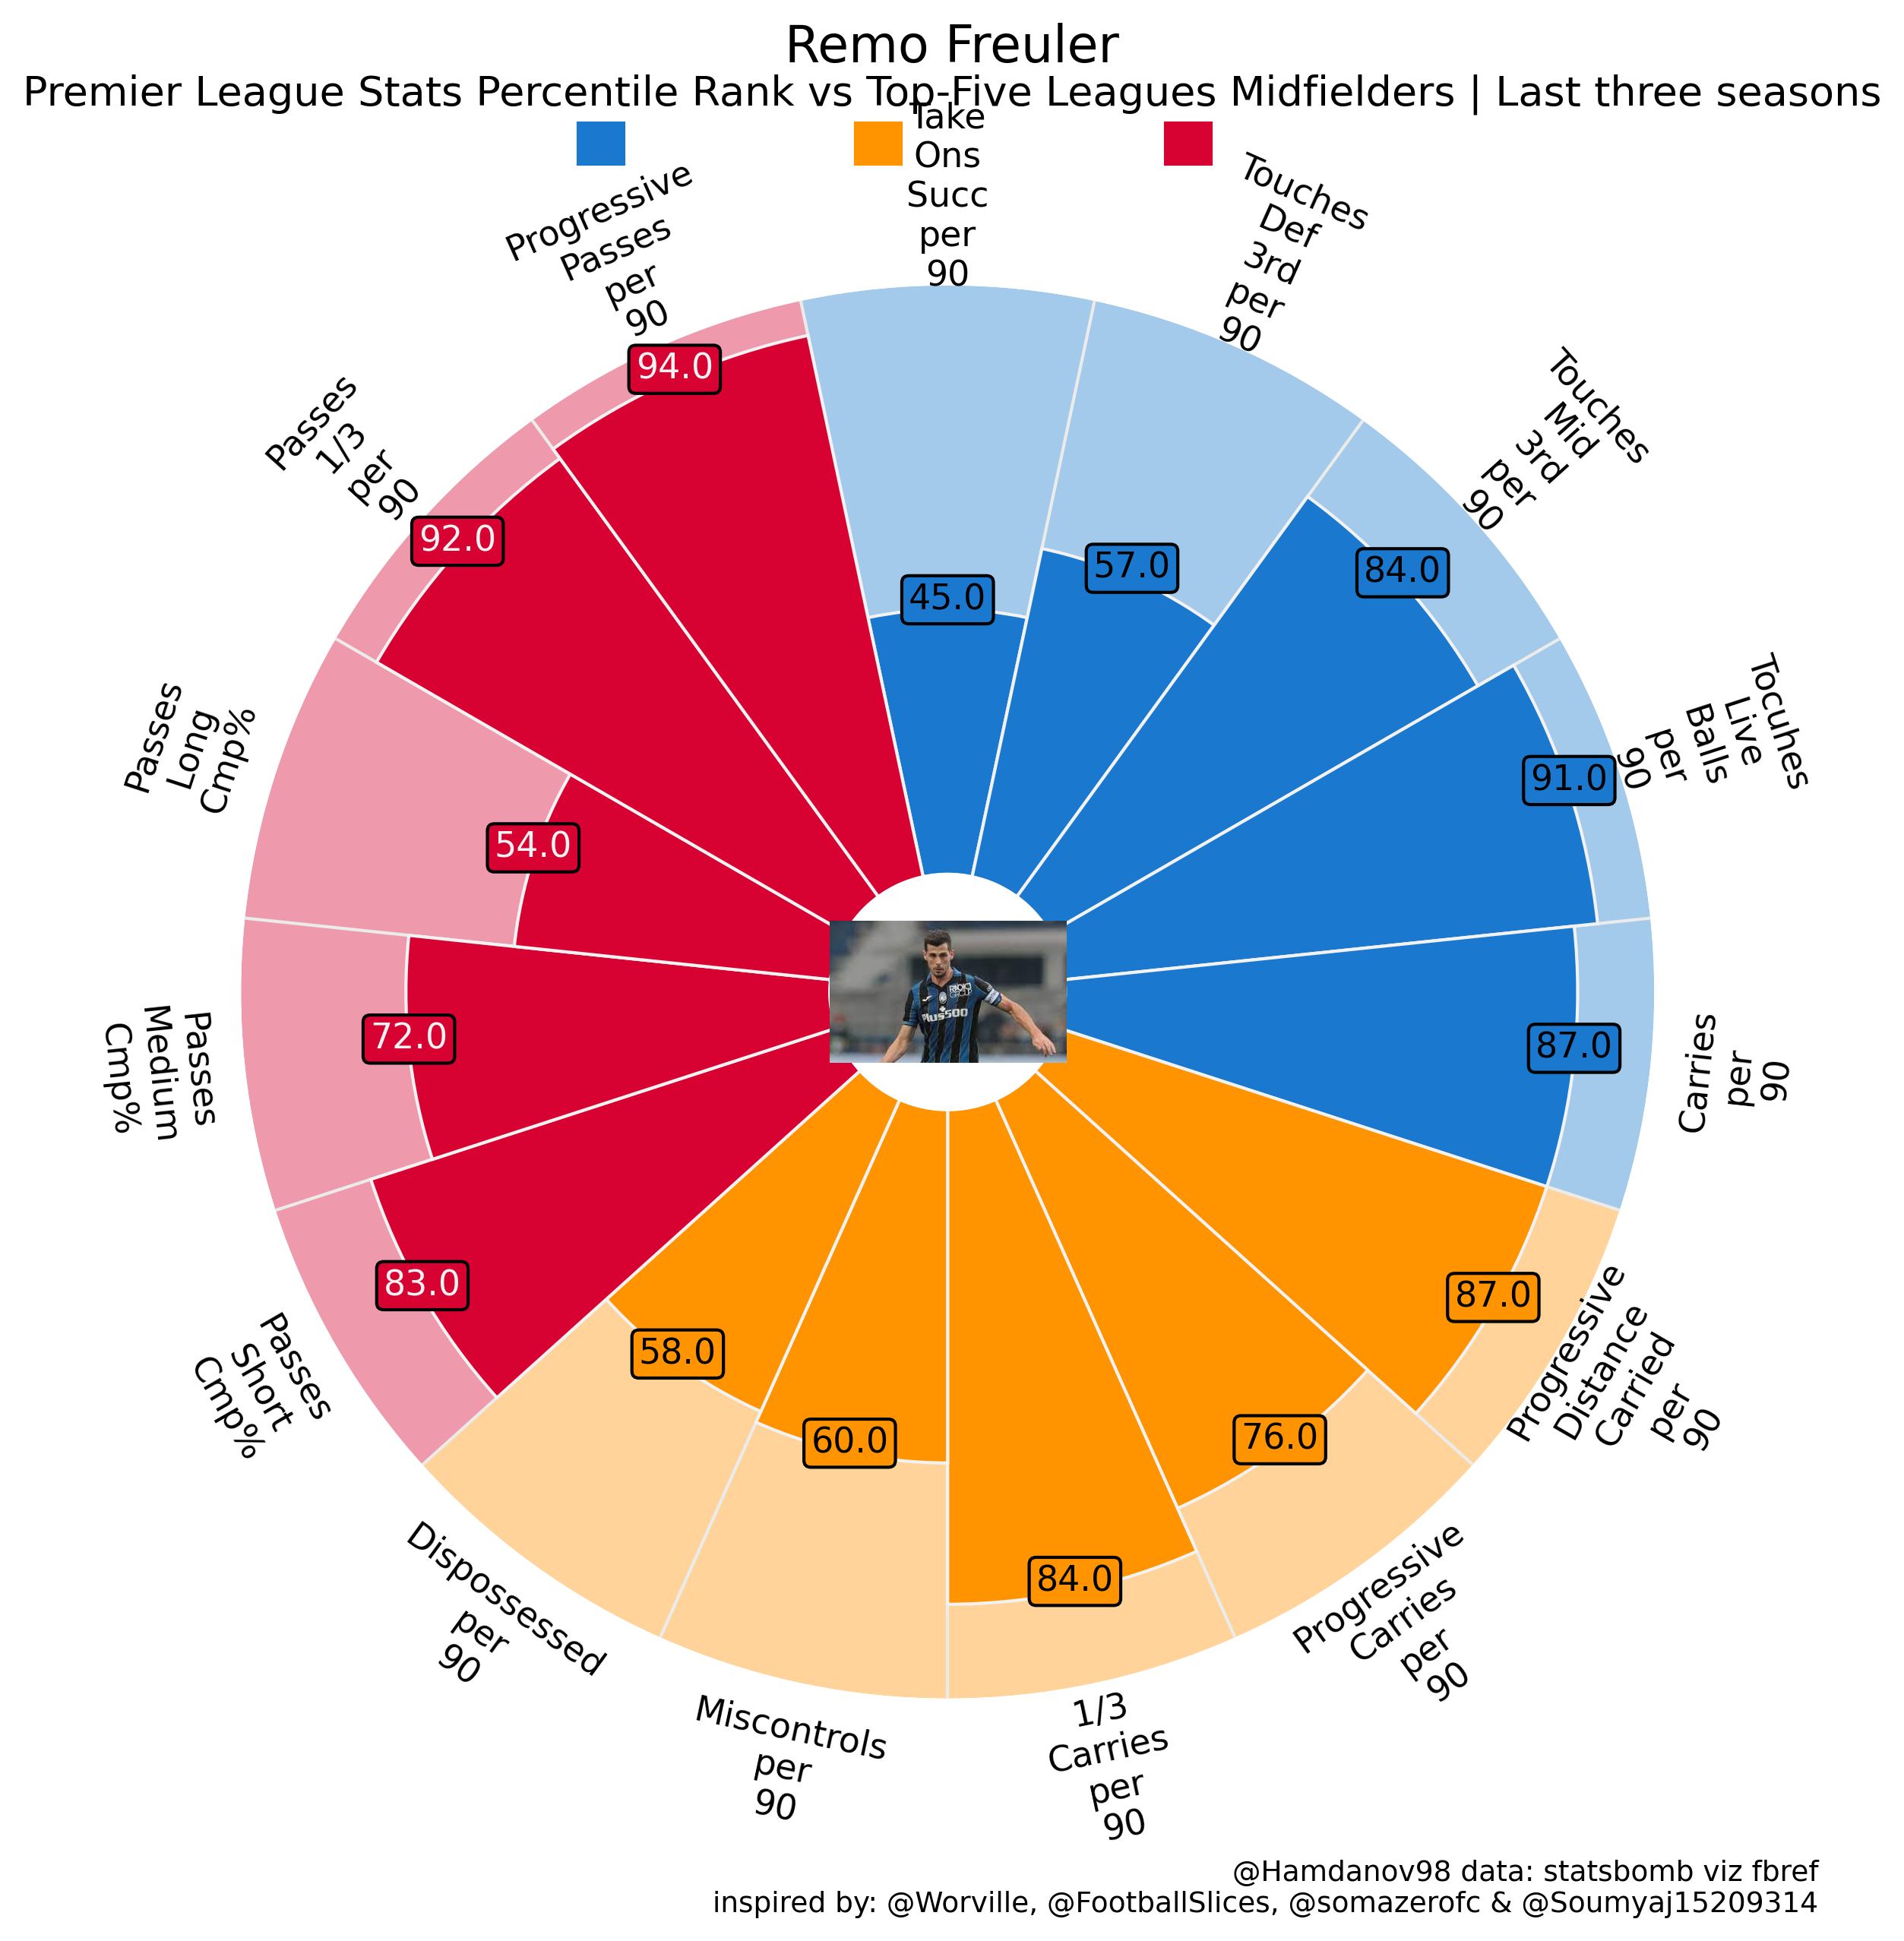 Remo Freuler
Premier League Stats Percentile Rank vs Top-Five Leagues Midfielders | Last three seasons
Take
Ons
Succ
per
90
45.0
Touches
Def
3rd
per
90
57.0
Touches
Mid
3rd
per
90
84.0
Tocuhes
Live
Balls
per
90
91.0
Carries
per
90
87.0
Progressive
Distance
Carried
per
90
87.0
Progressive
Carries
per
90
76.0
1/3
Carries
per
90
84.0
Miscontrols
per
90
60.0
Dispossessed
per
90
58.0
Passes
Short
Cmp%
83.0
Passes
Medium
Cmp%
72.0
Passes
Long
Cmp%
54.0
Passes
1/3
per
90
92.0
Progressive
Passes
per
90
94.0
Plus500
@Hamdanov98 data: statsbomb viz fbref
inspired by: @Worville, @FootballSlices, @somazerofc & @Soumyaj15209314